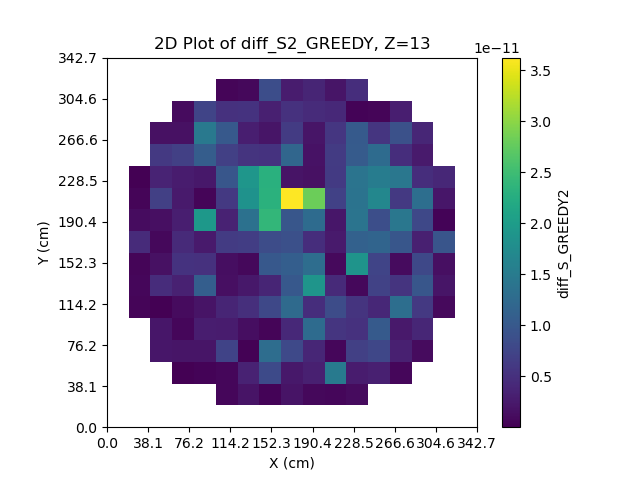 2D Plot of diff_S2_GREEDY, Z=13
1e−11
342.7
304.6
266.6
228.5
190.4
152.3
114.2
76.2
38.1
0.0
Y (cm)
0.0 38.1 76.2 114.2 152.3 190.4 228.5 266.6 304.6 342.7
X (cm)
3.5
3.0
2.5
2.0
1.5
1.0
0.5
diff_S_GREEDY2